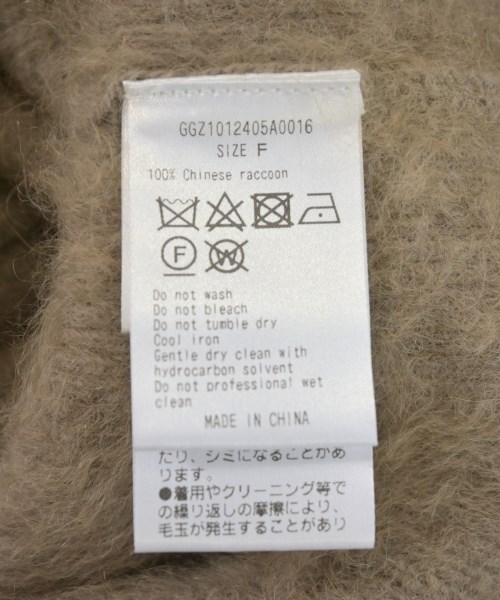 GGZ1012405A0016
SIZE F
100% Chinese raccoon
F W
Do not wash
Do not bleach
Do not tumble dry
Cool iron
Gentle dry clean with
hydrocarbon solvent
Do not professional wet
clean
MADE IN CHINA
たり、シミになることがあ
ります。
●着用やクリーニング等で
の繰り返しの摩擦により、
毛玉が発生することがあり